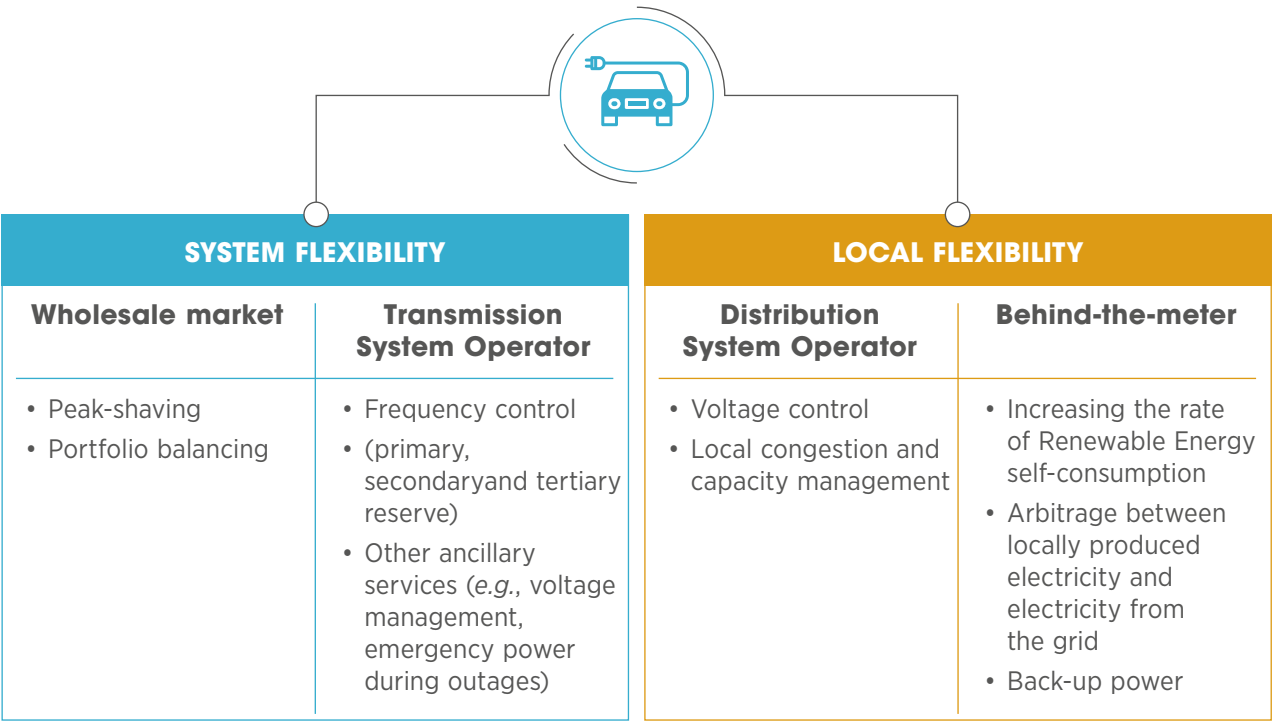 SYSTEM FLEXIBILITY
Wholesale market
• Peak-shaving
• Portfolio balancing
Transmission
System Operator
• Frequency control
• (primary,
secondaryand tertiary
reserve)
• Other ancillary
services (e.g., voltage
management,
emergency power
during outages)
LOCAL FLEXIBILITY
Distribution
System Operator
• Voltage control
• Local congestion and
capacity management
Behind-the-meter
• Increasing the rate
of Renewable Energy
self-consumption
• Arbitrage between
locally produced
electricity and
electricity from
the grid
• Back-up power